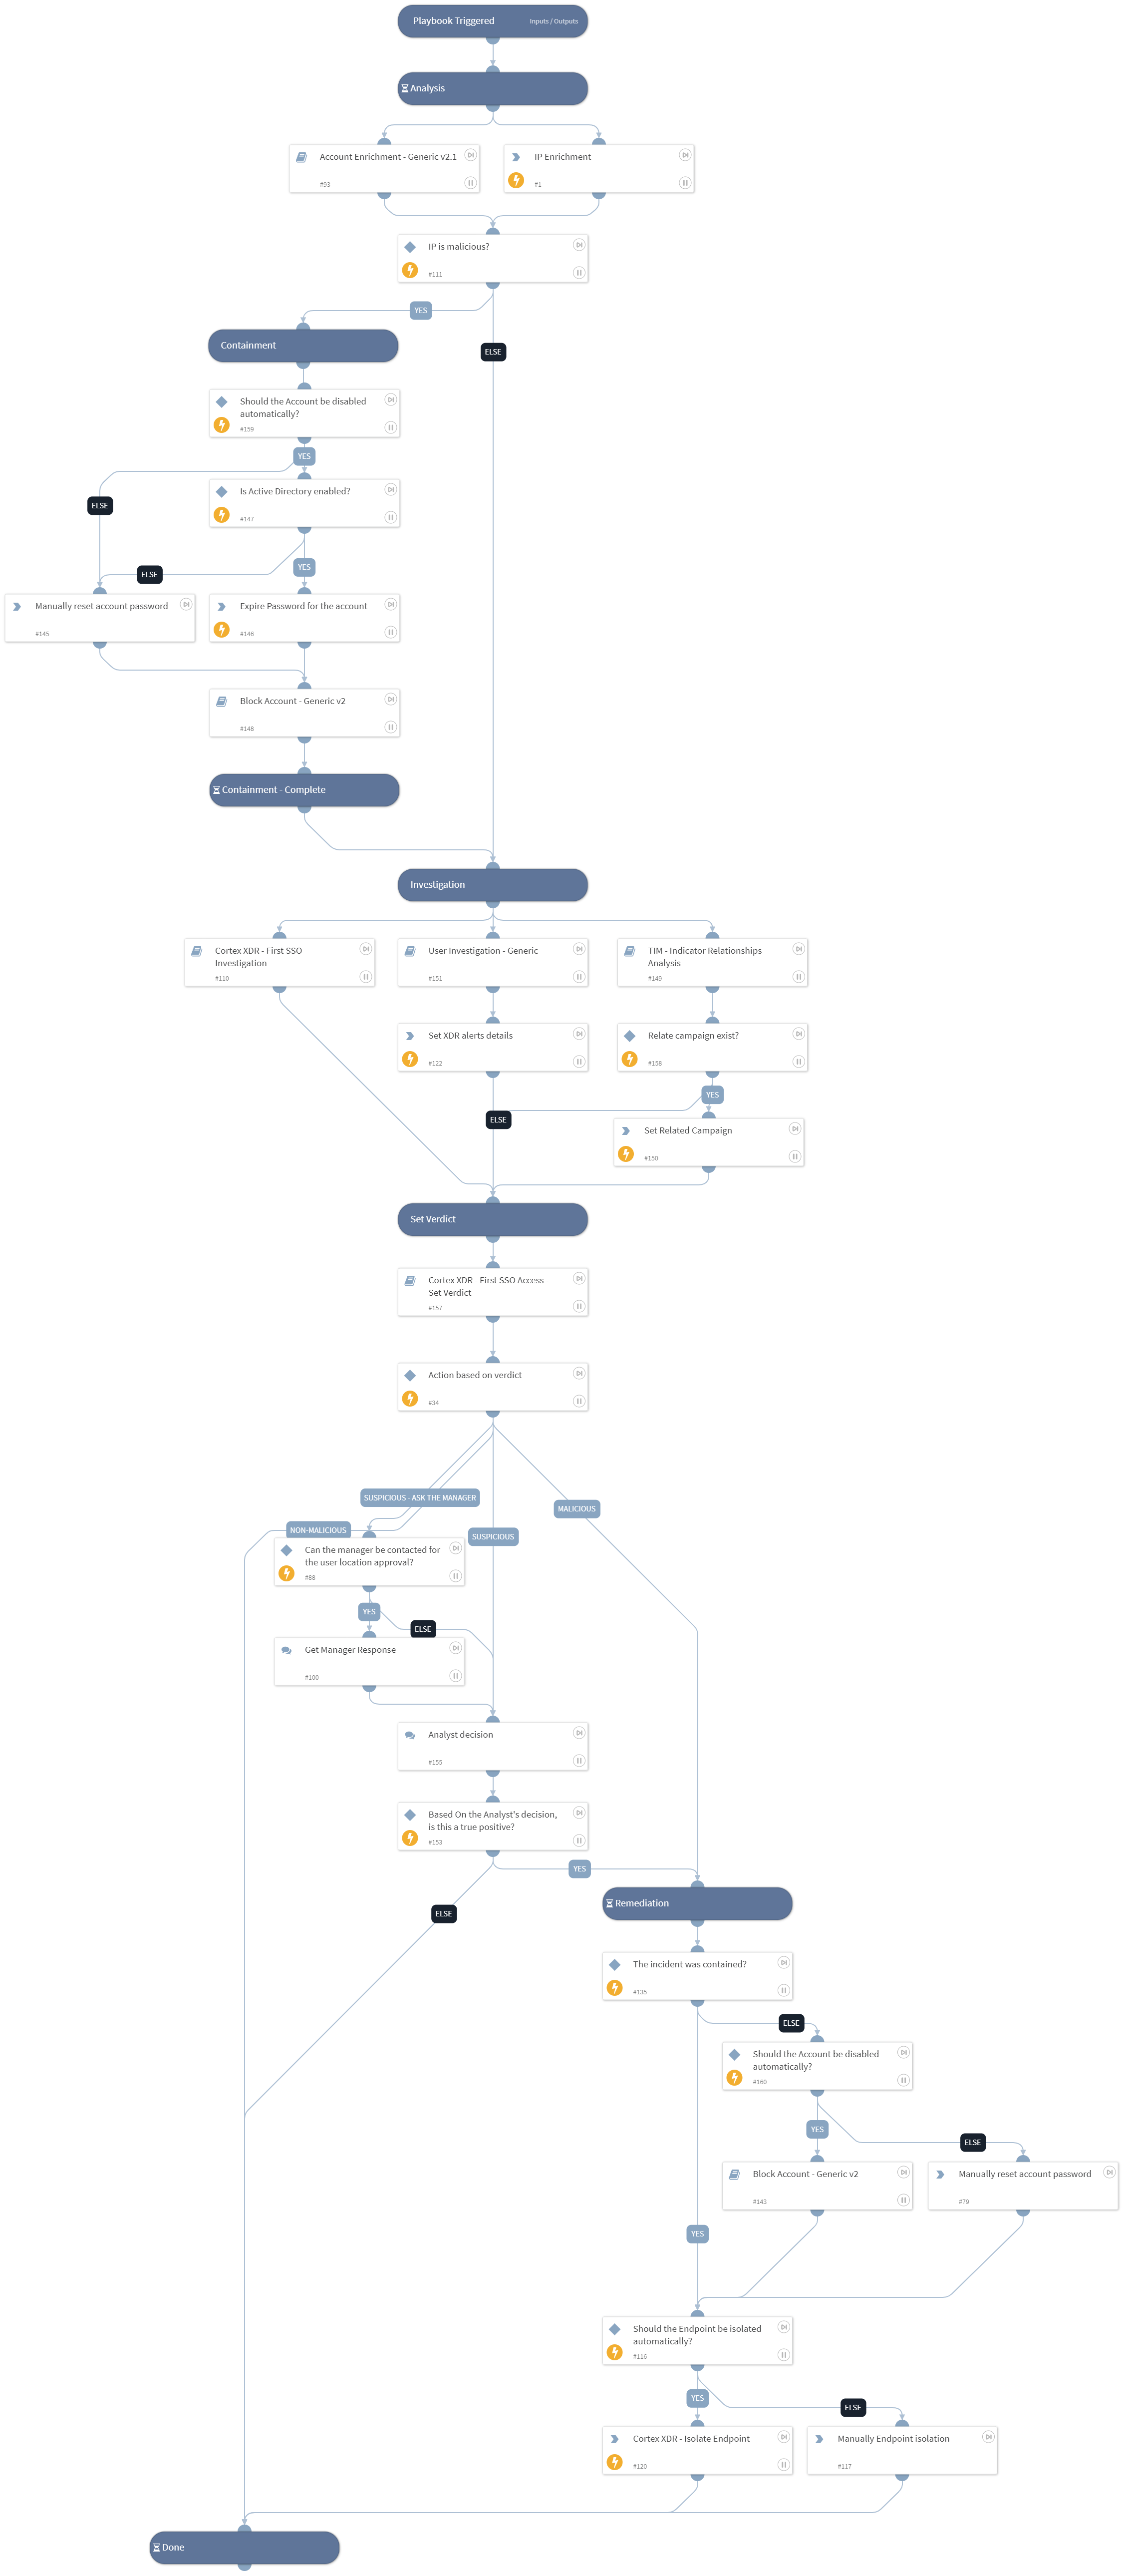 Playbook Triggered
Inputs / Outputs
Analysis
Account Enrichment - Generic v2.1
#83
IP Enrichment
#1
IP is malicious?
#111
YES
Containment
ELSE
Should the Account be disabled
automatically?
#159
YES
ELSE
Is Active Directory enabled?
#147
YES
ELSE
Manually reset account password
#145
Expire Password for the account
#146
Block Account - Generic v2
#148
Containment - Complete
Investigation
Cortex XDR - First SSO
Investigation
#110
User Investigation - Generic
#151
TIM - Indicator Relationships
Analysis
#149
Set XDR alerts details
#122
Relate campaign exist?
#158
YES
ELSE
Set Related Campaign
#150
Set Verdict
Cortex XDR - First SSO Access -
Set Verdict
#157
Action based on verdict
#34
SUSPICIOUS - ASK THE MANAGER
MALICIOUS
NON-MALICIOUS
SUSPICIOUS
Can the manager be contacted for
the user location approval?
#88
YES
ELSE
Get Manager Response
#100
Analyst decision
#155
Based On the Analyst's decision,
is this a true positive?
#153
YES
ELSE
Remediation
The incident was contained?
#135
ELSE
Should the Account be disabled
automatically?
#160
YES
ELSE
Block Account - Generic v2
#143
Manually reset account password
#79
YES
Should the Endpoint be isolated
automatically?
#116
YES
ELSE
Cortex XDR - Isolate Endpoint
#120
Manually Endpoint isolation
#117
Done